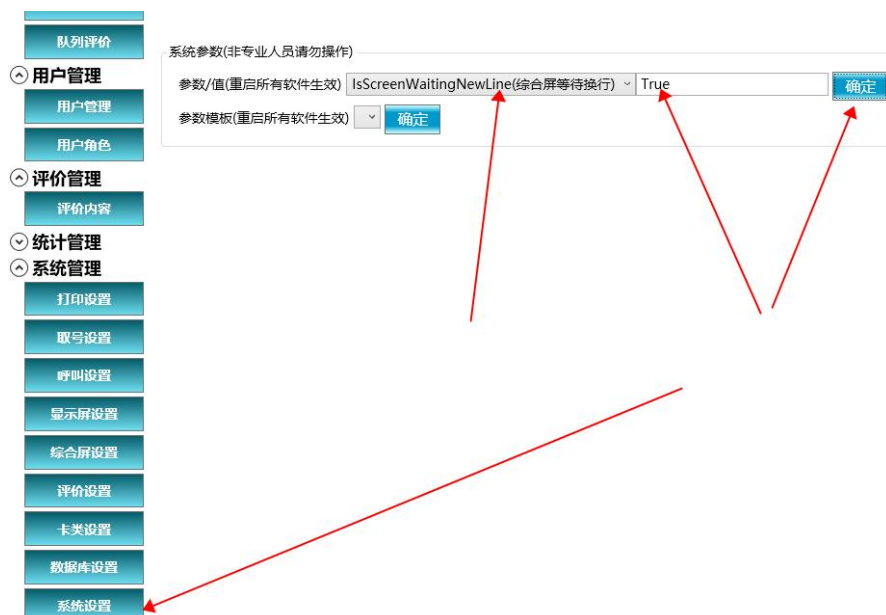 队列评价
用户管理
用户管理
用户角色
评价管理
评价内容
统计管理
系统管理
打印设置
取号设置
呼叫设置
显示屏设置
综合屏设置
评价设置
卡类设置
数据库设置
系统设置
系统参数(非专业人员请勿操作)
参数/值(重启所有软件生效) IsScreenWaitingNewLine(综合屏等待换行) True 确定
参数模板(重启所有软件生效) 确定